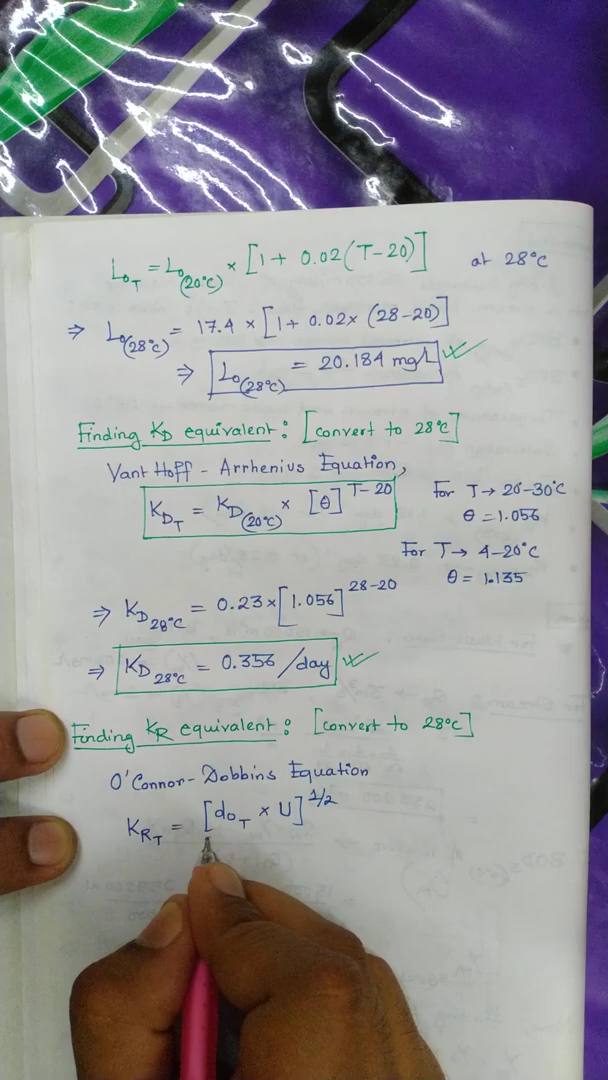 L₀T = L₀(20°C) × [1 + 0.02(T-20)] at 28°C
⇒ L₀(28°C) = 17.4 × [1 + 0.02 × (28-20)]
⇒ L₀(28°C) = 20.184 mg/L
Finding KD equivalent : [convert to 28°C]
Vant Hoff - Arrhenius Equation,
KDT = KD(20°C) × [θ]^T-20
For T → 20-30°C
θ = 1.056
For T → 4-20°C
θ = 1.135
⇒ KD28°C = 0.23 × [1.056]^28-20
⇒ KD28°C = 0.356 /day
Finding KR equivalent : [convert to 28°C]
O'Connor - Dobbins Equation
KRT = [d₀T × U]^1/2